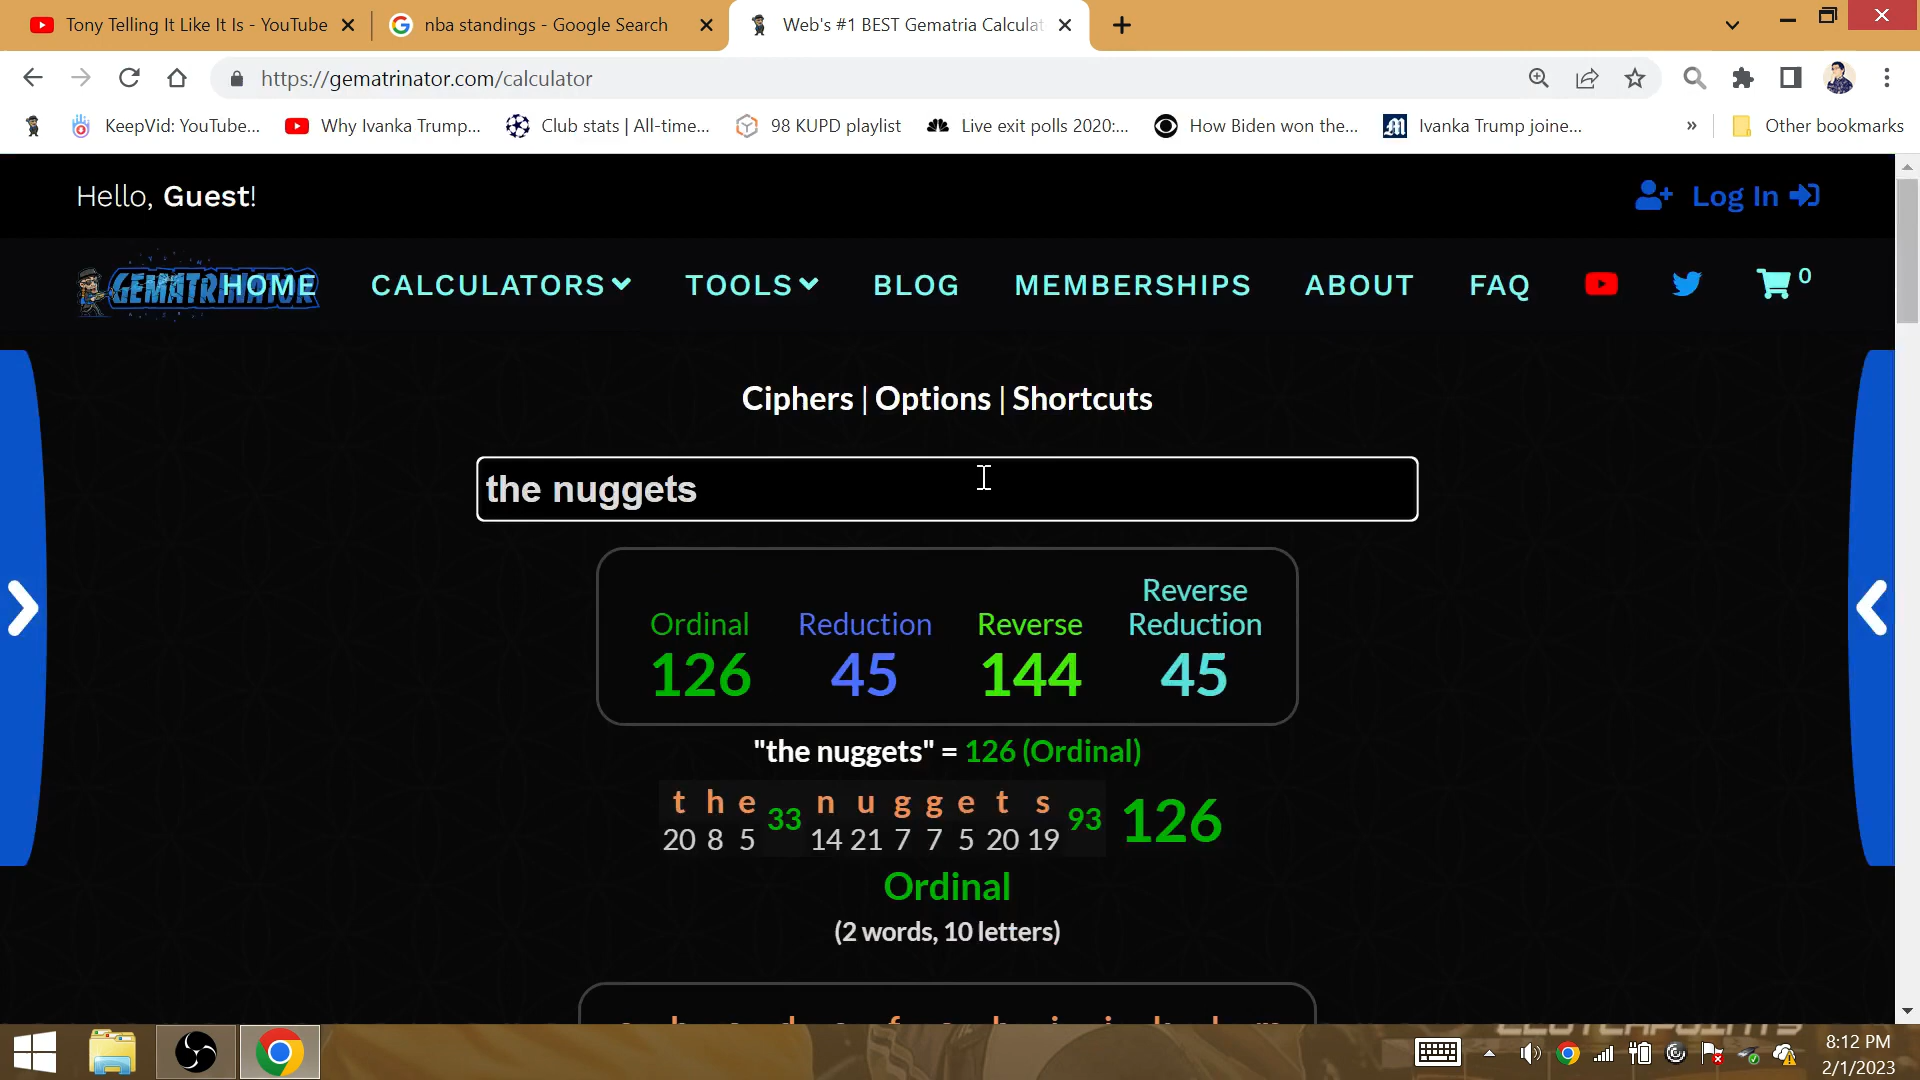 Tony Telling It Like It Is - YouTube
nba standings - Google Search
Web's #1 BEST Gematria Calculat
https://gematrinator.com/calculator
KeepVid: YouTube...
Why Ivanka Trump...
Club stats | All-time...
98 KUPD playlist
Live exit polls 2020:...
How Biden won the...
Ivanka Trump joine...
»
Other bookmarks
Hello, Guest!
Log In
GEMATRINATOR
HOME
CALCULATORS
TOOLS
BLOG
MEMBERSHIPS
ABOUT
FAQ
0
Ciphers | Options | Shortcuts
the nuggets
Ordinal
Reduction
Reverse
Reverse Reduction
126
45
144
45
"the nuggets" = 126 (Ordinal)
t h e 33 n u g g e t s 93 126
20 8 5 14 21 7 7 5 20 19
Ordinal
(2 words, 10 letters)
CLUTCHPOINTS
8:12 PM
2/1/2023